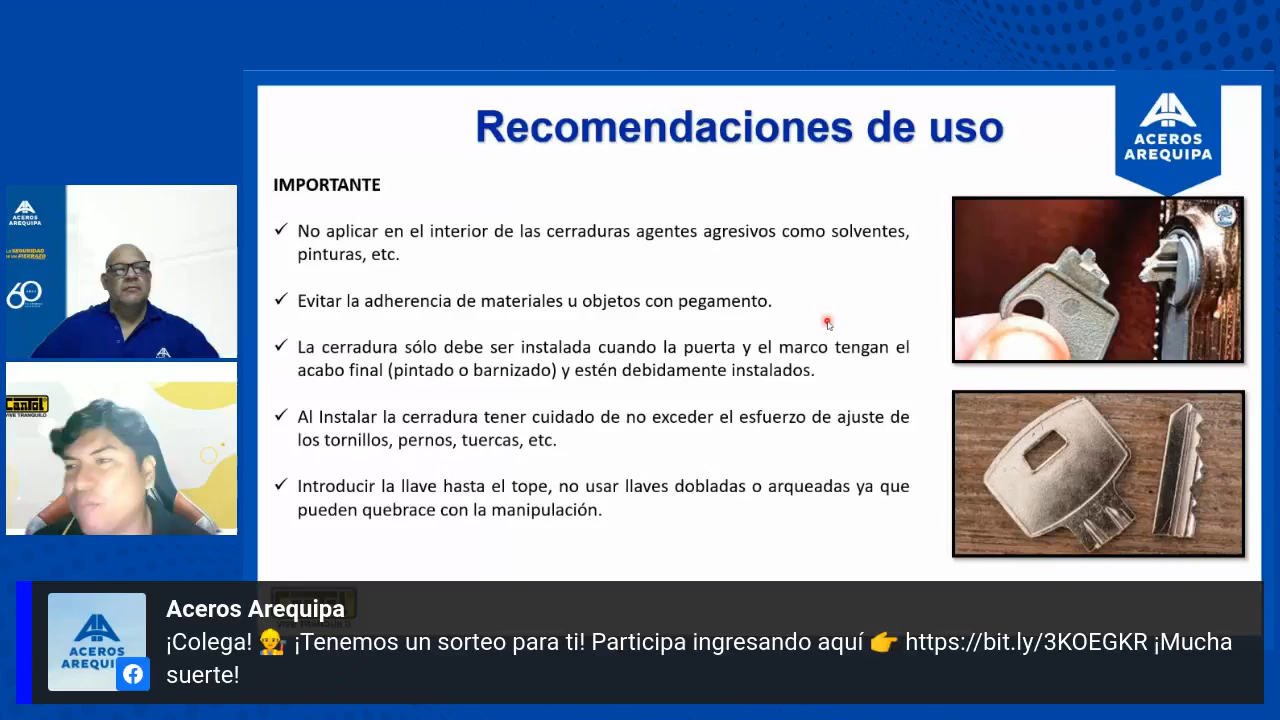 Recomendaciones de uso
ACEROS
AREQUIPA
IMPORTANTE
✓ No aplicar en el interior de las cerraduras agentes agresivos como solventes,
pinturas, etc.
✓ Evitar la adherencia de materiales u objetos con pegamento.
✓ La cerradura sólo debe ser instalada cuando la puerta y el marco tengan el
acabo final (pintado o barnizado) y estén debidamente instalados.
✓ Al Instalar la cerradura tener cuidado de no exceder el esfuerzo de ajuste de
los tornillos, pernos, tuercas, etc.
✓ Introducir la llave hasta el tope, no usar llaves dobladas o arqueadas ya que
pueden quebrace con la manipulación.
ACEROS
AREQUIPA
60
CanTol
VIVE TRANQUILO
ACEROS
AREQUIPA
Aceros Arequipa
¡Colega! 👷 ¡Tenemos un sorteo para ti! Participa ingresando aquí 👉 https://bit.ly/3KOEGKR ¡Mucha
suerte!